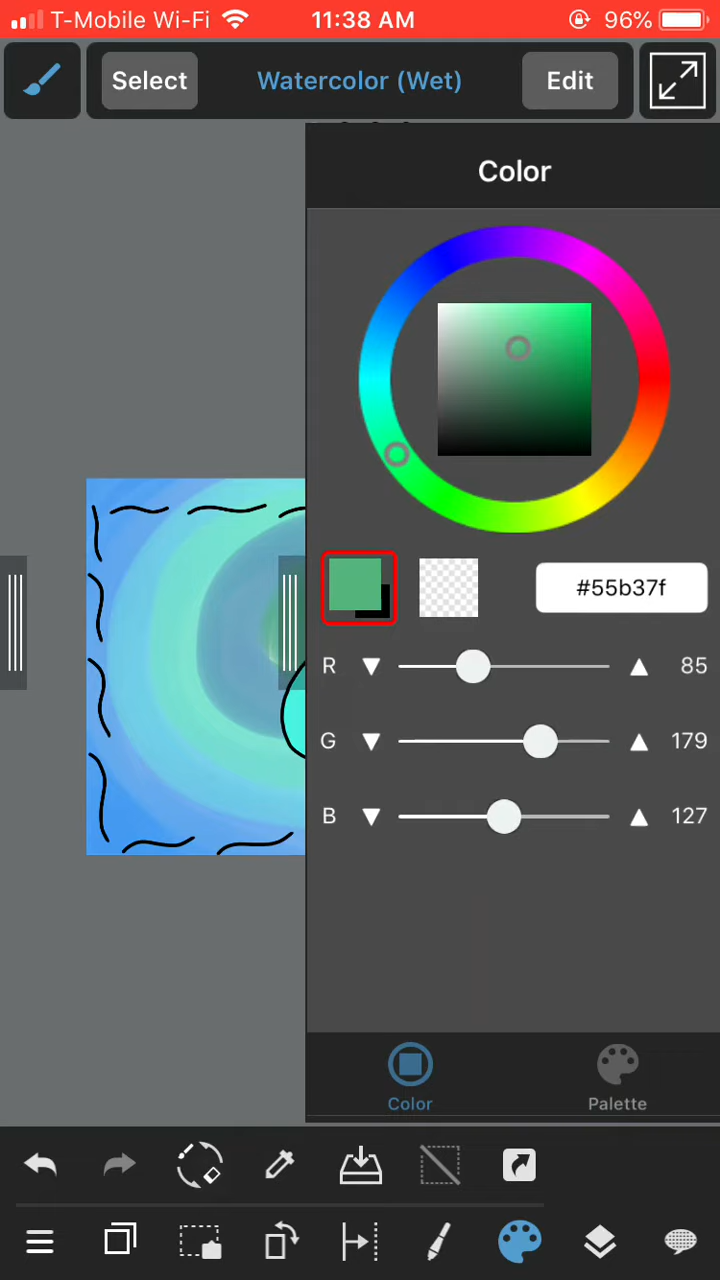 T-Mobile Wi-Fi 11:38 AM 96%
Select Watercolor (Wet) Edit
Color
#55b37f
R 85
G 179
B 127
Color Palette